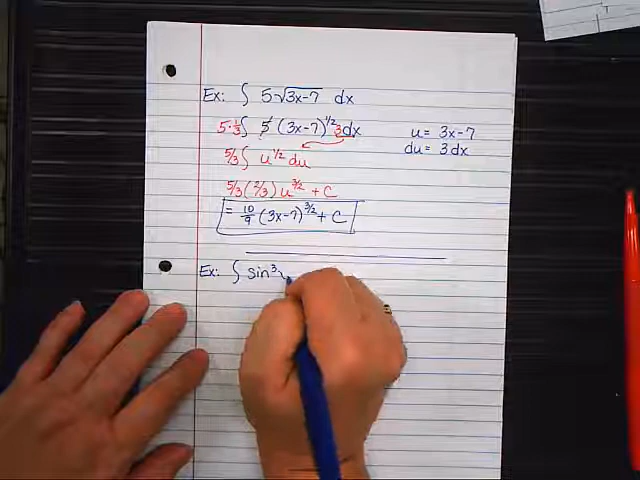 Ex: ∫ 5√3x-7 dx
5·1/3 ∫ 5 (3x-7)^1/2 3dx
u = 3x-7
5/3 ∫ u^1/2 du
du = 3dx
5/3 (2/3) u^3/2 + C
= 10/9 (3x-7)^3/2 + C
Ex: ∫ sin³